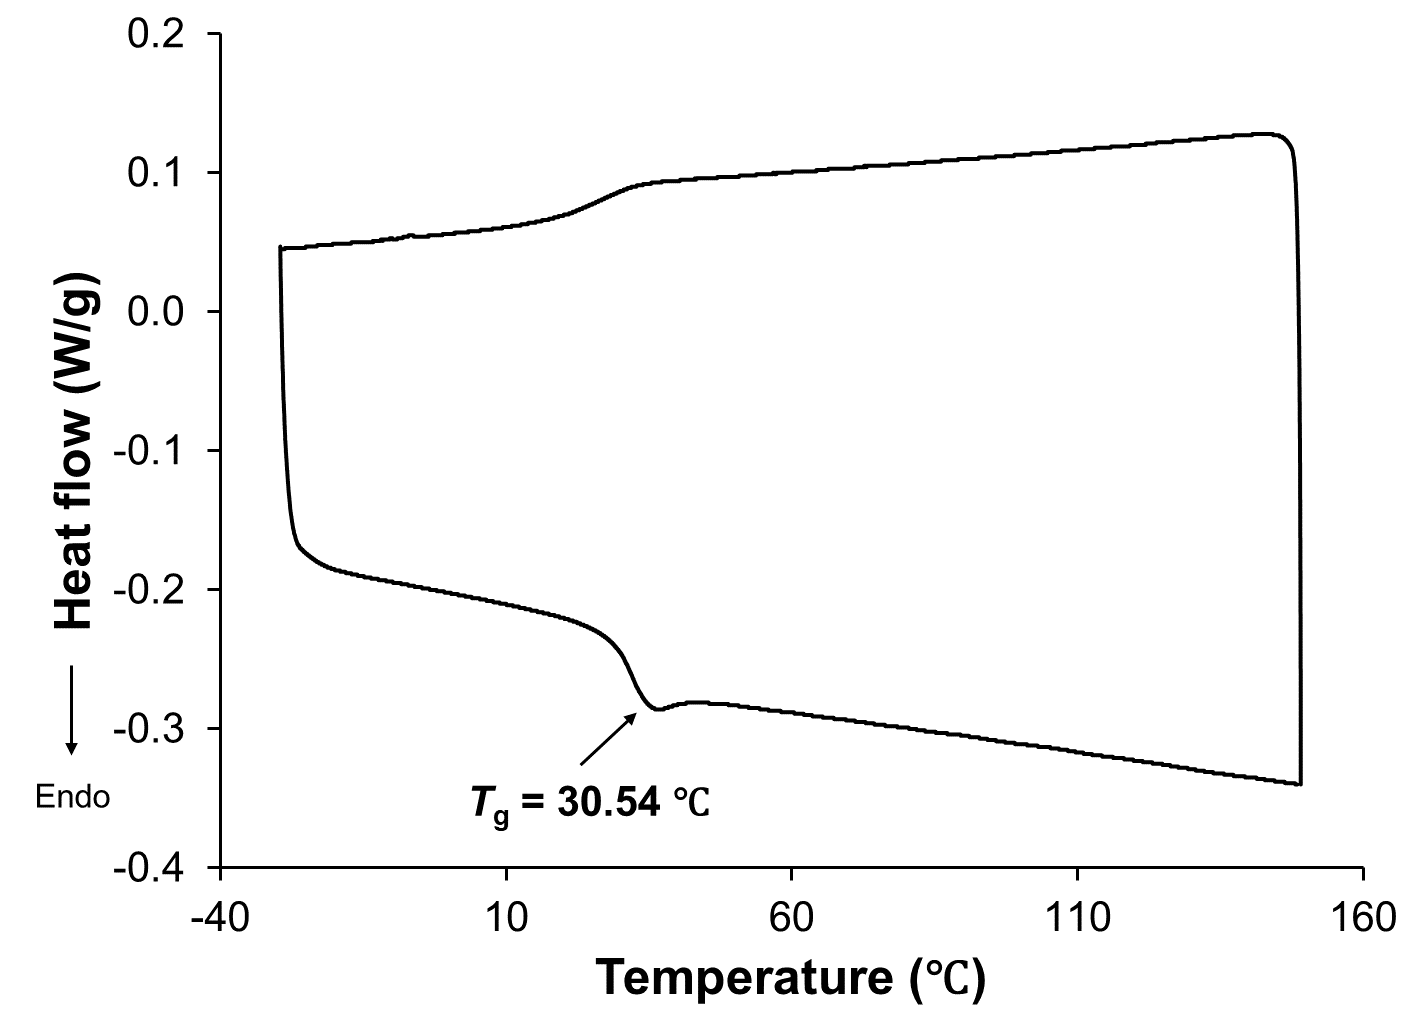 0.2
0.1
0.0
-0.1
-0.2
-0.3
-0.4
Heat flow (W/g)
Endo
Tg = 30.54 ℃
-40 10 60 110 160
Temperature (℃)